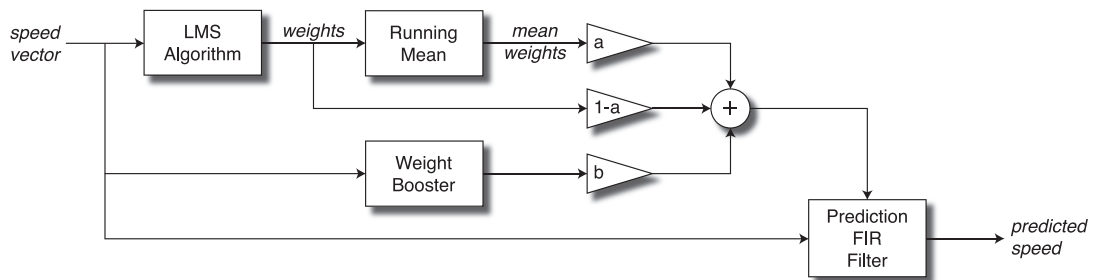 speed
vector
LMS
Algorithm
weights
Running
Mean
mean
weights
a
1-a
+
Weight
Booster
b
Prediction
FIR
Filter
predicted
speed